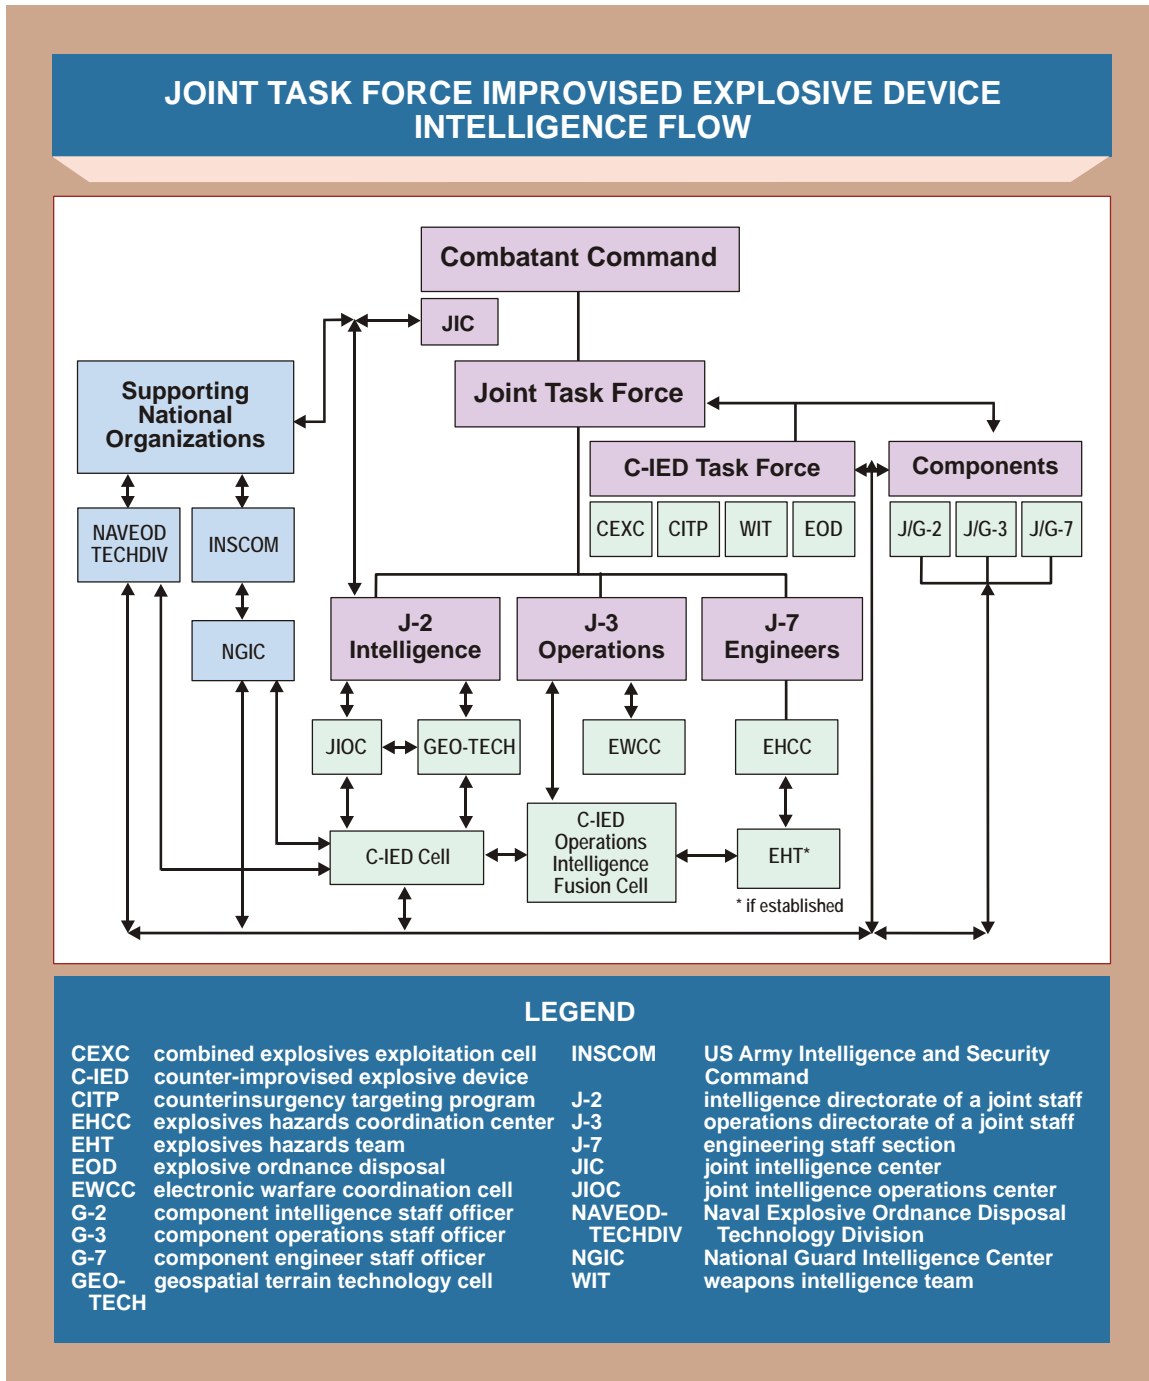 JOINT TASK FORCE IMPROVISED EXPLOSIVE DEVICE
INTELLIGENCE FLOW
Combatant Command
JIC
Supporting
National
Organizations
Joint Task Force
C-IED Task Force
Components
NAVEOD
TECHDIV
INSCOM
CEXC
CITP
WIT
EOD
J/G-2
J/G-3
J/G-7
NGIC
J-2
Intelligence
J-3
Operations
J-7
Engineers
JIOC
GEO-TECH
EWCC
EHCC
C-IED Cell
C-IED
Operations
Intelligence
Fusion Cell
EHT*
* if established
LEGEND
CEXC combined explosives exploitation cell
C-IED counter-improvised explosive device
CITP counterinsurgency targeting program
EHCC explosives hazards coordination center
EHT explosives hazards team
EOD explosive ordnance disposal
EWCC electronic warfare coordination cell
G-2 component intelligence staff officer
G-3 component operations staff officer
G-7 component engineer staff officer
GEO- geospatial terrain technology cell
TECH
INSCOM US Army Intelligence and Security
Command
J-2 intelligence directorate of a joint staff
J-3 operations directorate of a joint staff
J-7 engineering staff section
JIC joint intelligence center
JIOC joint intelligence operations center
NAVEOD- Naval Explosive Ordnance Disposal
TECHDIV Technology Division
NGIC National Guard Intelligence Center
WIT weapons intelligence team